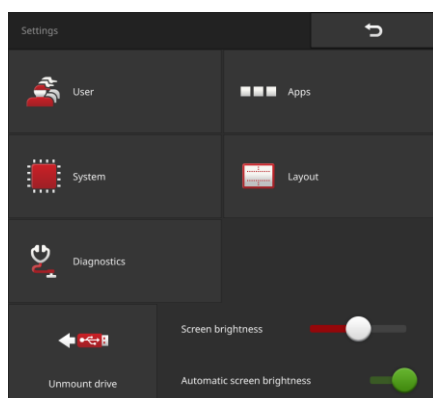 Settings
User
Apps
System
Layout
Diagnostics
Screen brightness
Unmount drive
Automatic screen brightness